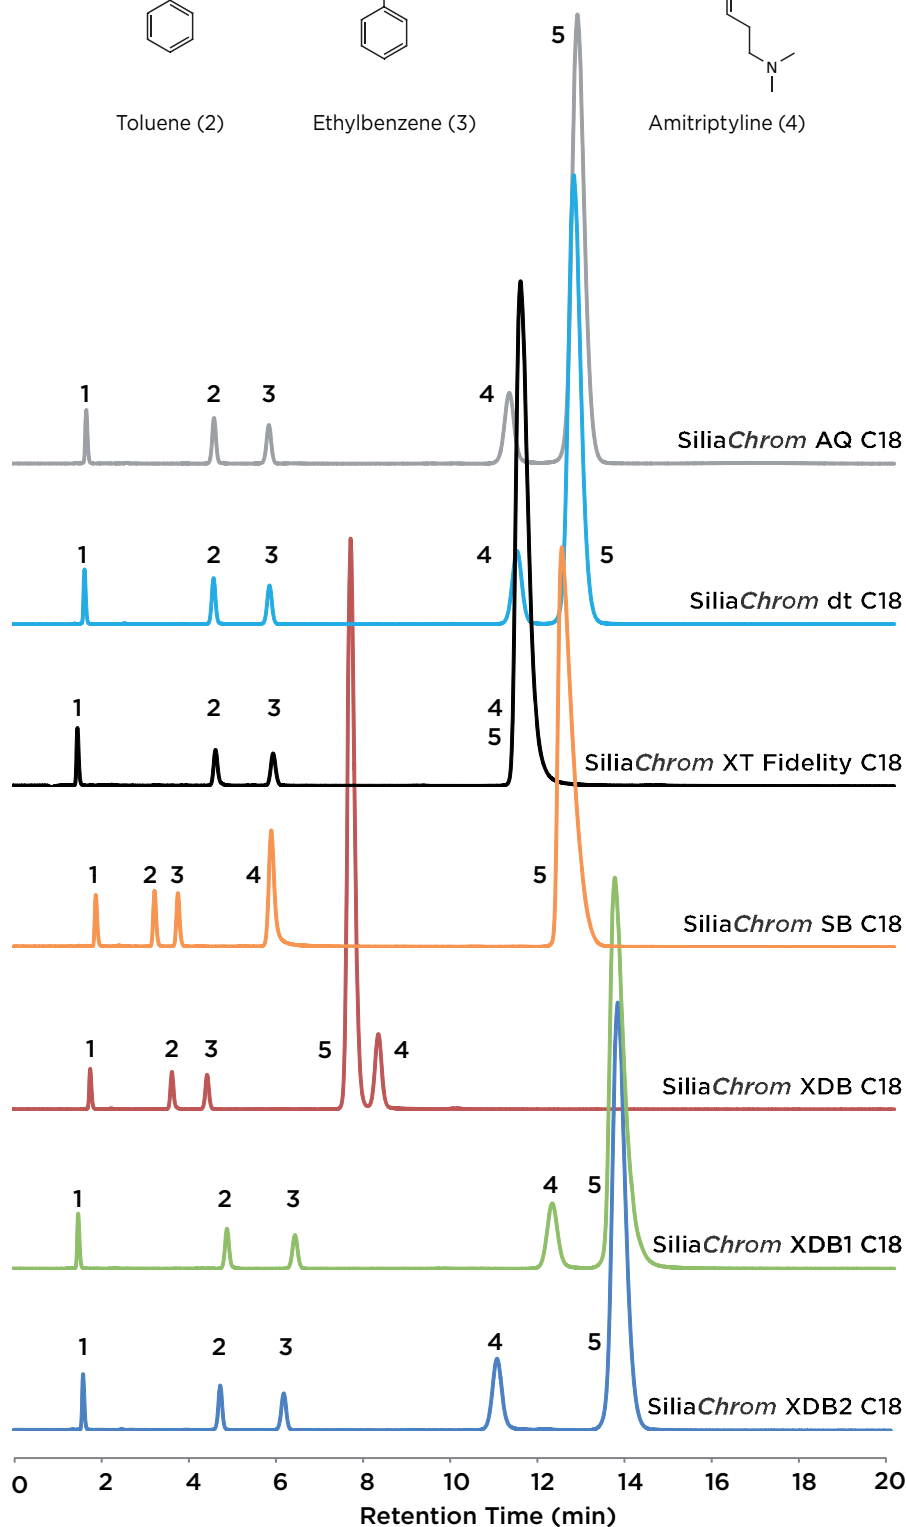 5
N
Toluene (2) Ethylbenzene (3) Amitriptyline (4)
1 2 3 4
SiliaChrom AQ C18
1 2 3 4 5
SiliaChrom dt C18
1 2 3 4
5
SiliaChrom XT Fidelity C18
1 2 3 4 5
SiliaChrom SB C18
1 2 3 5 4
SiliaChrom XDB C18
1 2 3 4 5
SiliaChrom XDB1 C18
1 2 3 4 5
SiliaChrom XDB2 C18
0 2 4 6 8 10 12 14 16 18 20
Retention Time (min)